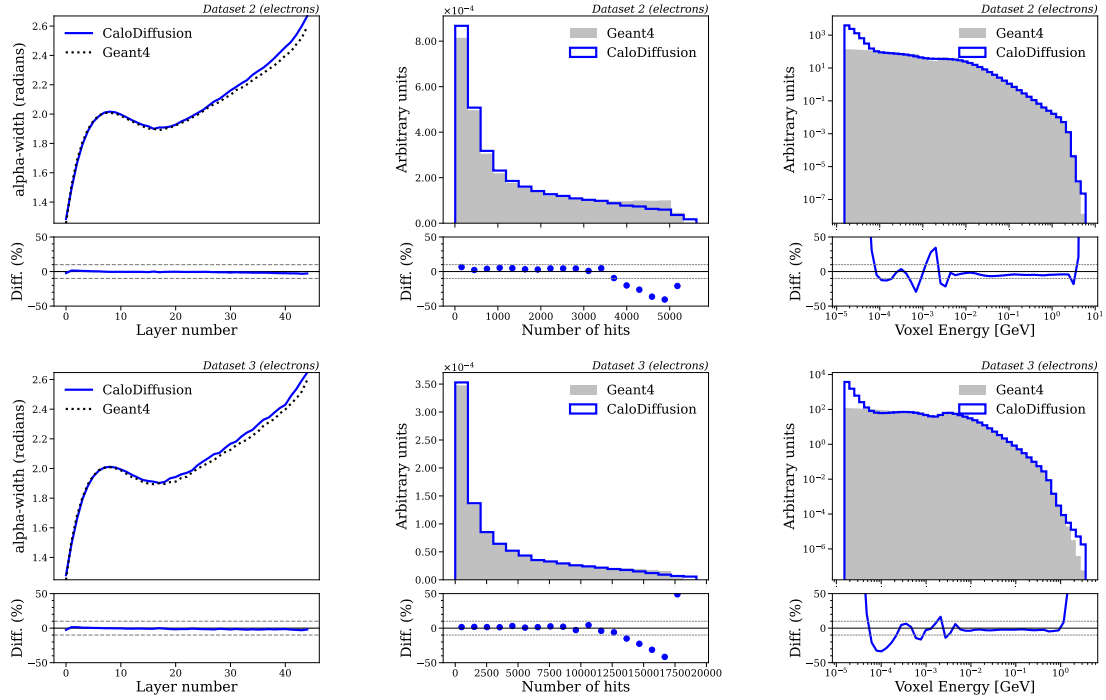 Dataset 2 (electrons)
alpha-width (radians)
2.6
2.4
2.2
2.0
1.8
1.6
1.4
CaloDiffusion
Geant4
Diff. (%)
50
0
−50
0 10 20 30 40
Layer number
Dataset 2 (electrons)
×10⁻⁴
Arbitrary units
8.00
6.00
4.00
2.00
0.00
Geant4
CaloDiffusion
Diff. (%)
50
0
−50
0 1000 2000 3000 4000 5000
Number of hits
Dataset 2 (electrons)
Arbitrary units
10³
10¹
10⁻¹
10⁻³
10⁻⁵
10⁻⁷
Geant4
CaloDiffusion
Diff. (%)
50
0
−50
10⁻⁵ 10⁻⁴ 10⁻³ 10⁻² 10⁻¹ 10⁰ 10¹
Voxel Energy [GeV]
Dataset 3 (electrons)
alpha-width (radians)
2.6
2.4
2.2
2.0
1.8
1.6
1.4
CaloDiffusion
Geant4
Diff. (%)
50
0
−50
0 10 20 30 40
Layer number
Dataset 3 (electrons)
×10⁻⁴
Arbitrary units
3.50
3.00
2.50
2.00
1.50
1.00
0.50
0.00
Geant4
CaloDiffusion
Diff. (%)
50
0
−50
0 2500 5000 7500 10000 12500 15000 17500 20000
Number of hits
Dataset 3 (electrons)
Arbitrary units
10⁴
10²
10⁰
10⁻²
10⁻⁴
10⁻⁶
Geant4
CaloDiffusion
Diff. (%)
50
0
−50
10⁻⁵ 10⁻⁴ 10⁻³ 10⁻² 10⁻¹ 10⁰
Voxel Energy [GeV]